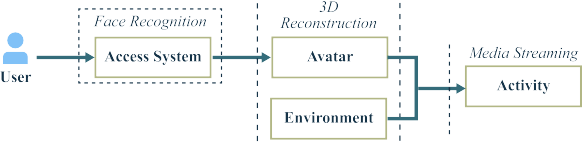 Face Recognition
3D
Reconstruction
Media Streaming
User
Access System
Avatar
Environment
Activity